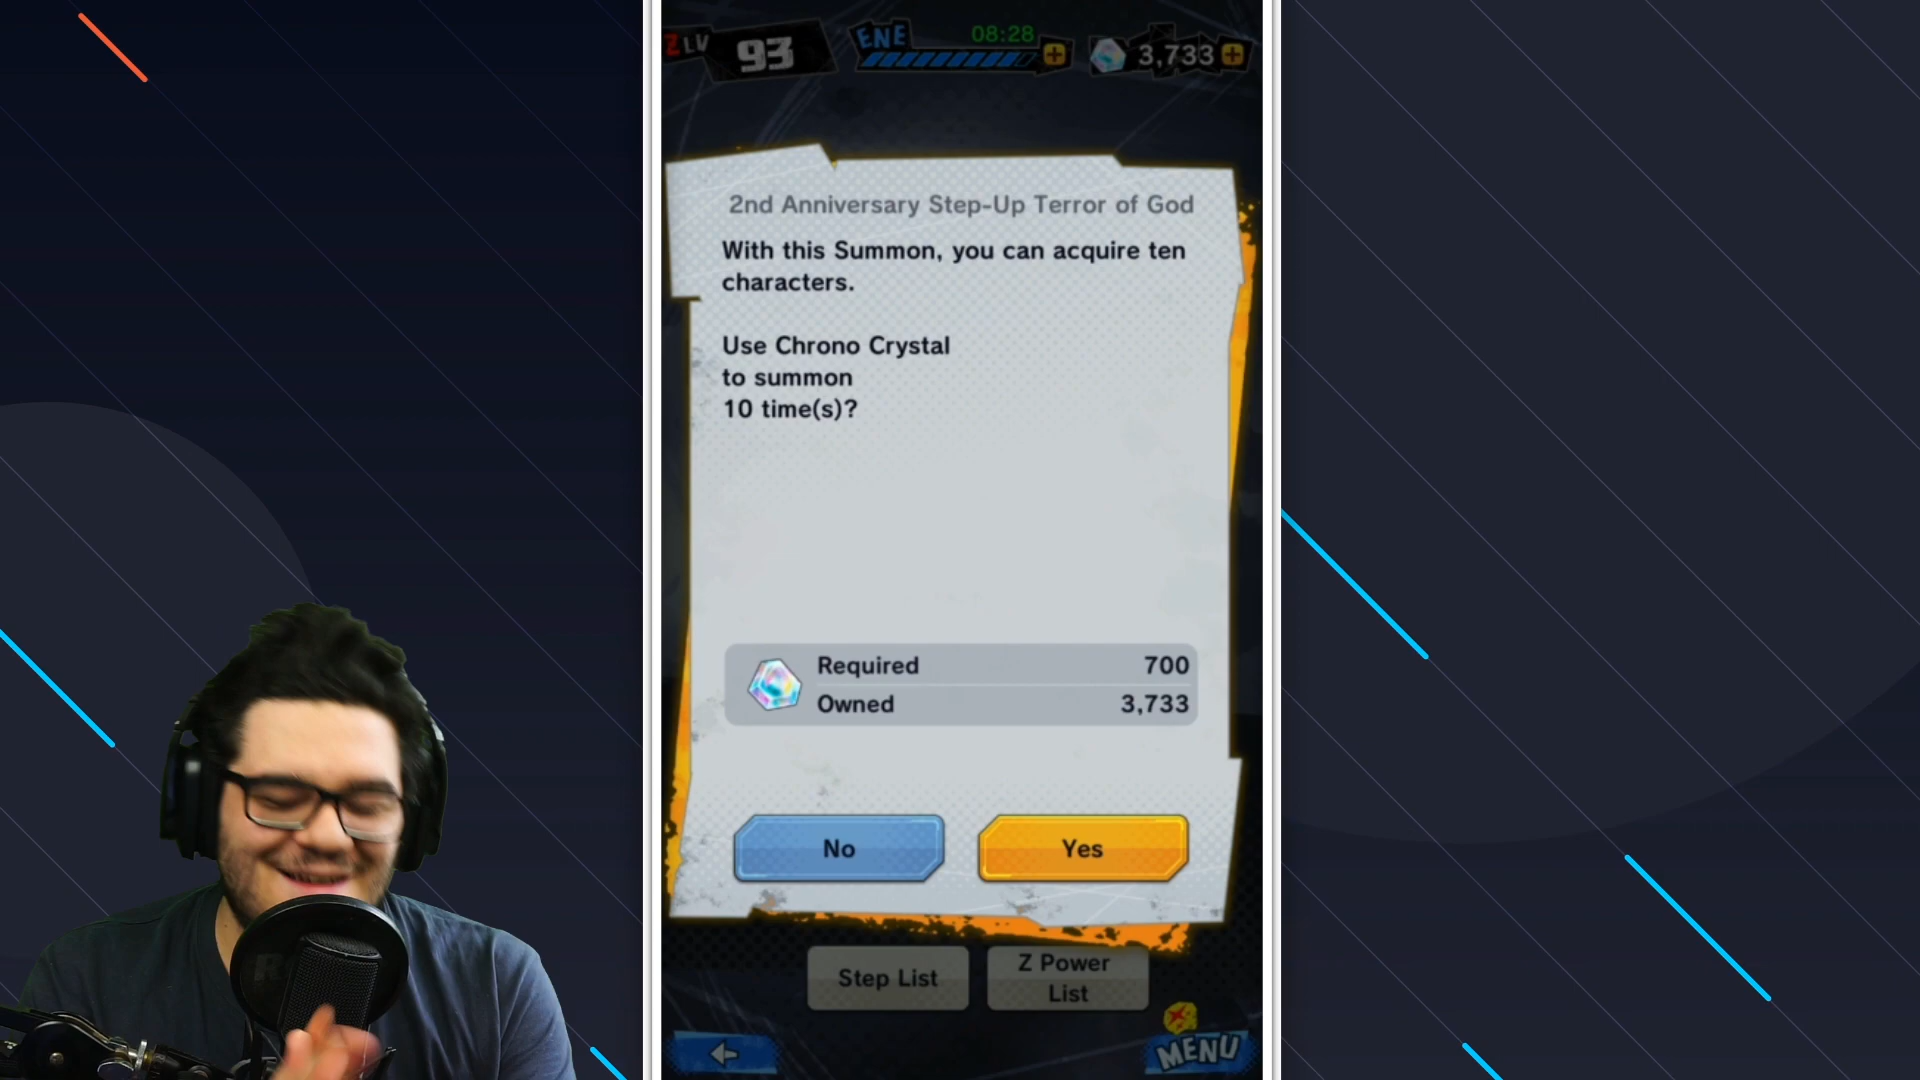 Z LV 93
ENE 08:28
3,733
2nd Anniversary Step-Up Terror of God
With this Summon, you can acquire ten
characters.
Use Chrono Crystal
to summon
10 time(s)?
Required 700
Owned 3,733
No
Yes
Step List
Z Power
List
MENU